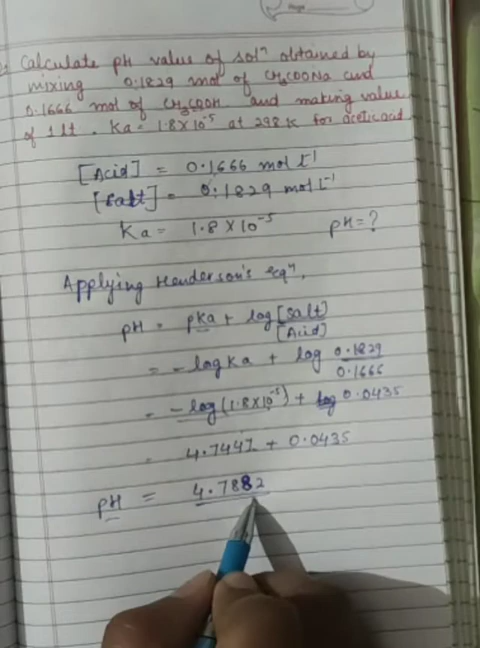 Calculate pH value of solⁿ obtained by
mixing 0.1829 mol of CH₃COONa and
0.1666 mol of CH₃COOH and making value
of 1 lt. Ka = 1.8×10⁻⁵ at 298 k for acetic acid
[Acid] = 0.1666 mol L⁻¹
[Salt] = 0.1829 mol L⁻¹
Ka = 1.8×10⁻⁵ pH = ?
Applying Henderson's eqⁿ,
pH = pKa + log [Salt]/[Acid]
= -log Ka + log 0.1829/0.1666
= -log (1.8×10⁻⁵) + 0.0435
= 4.7447 + 0.0435
pH = 4.7882